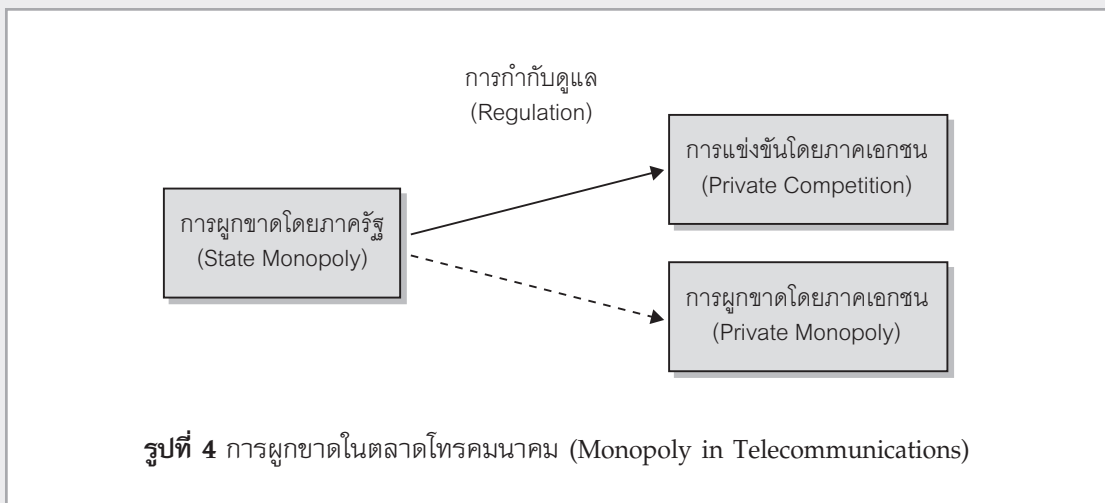 การกำกับดูแล
(Regulation)
การแข่งขันโดยภาคเอกชน
(Private Competition)
การผูกขาดโดยภาครัฐ
(State Monopoly)
การผูกขาดโดยภาคเอกชน
(Private Monopoly)
รูปที่ 4 การผูกขาดในตลาดโทรคมนาคม (Monopoly in Telecommunications)